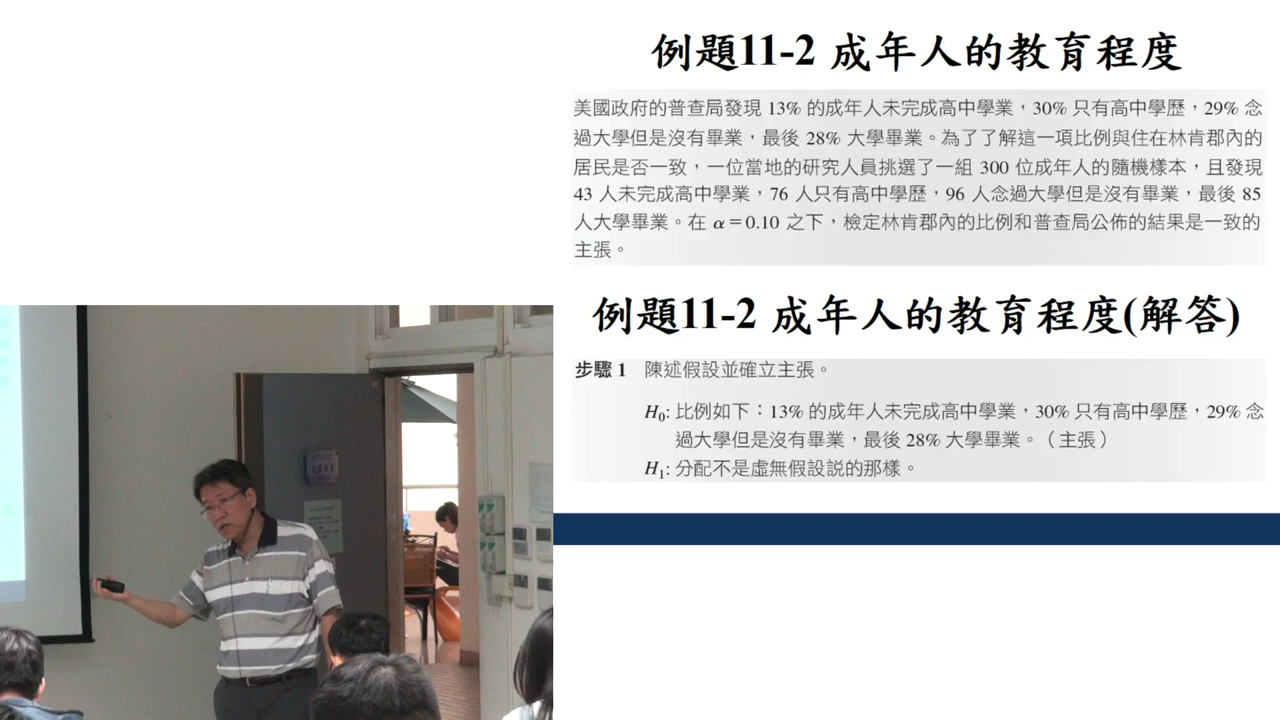 例題11-2 成年人的教育程度
美國政府的普查局發現 13% 的成年人未完成高中學業，30% 只有高中學歷，29% 念
過大學但是沒有畢業，最後 28% 大學畢業。為了了解這一項比例與住在林肯郡內的
居民是否一致，一位當地的研究人員挑選了一組 300 位成年人的隨機樣本，且發現
43 人未完成高中學業，76 人只有高中學歷，96 人念過大學但是沒有畢業，最後 85
人大學畢業。在 α = 0.10 之下，檢定林肯郡內的比例和普查局公佈的結果是一致的
主張。
例題11-2 成年人的教育程度(解答)
步驟 1 陳述假設並確立主張。
H0: 比例如下：13% 的成年人未完成高中學業，30% 只有高中學歷，29% 念
過大學但是沒有畢業，最後 28% 大學畢業。（主張）
H1: 分配不是虛無假設説的那樣。